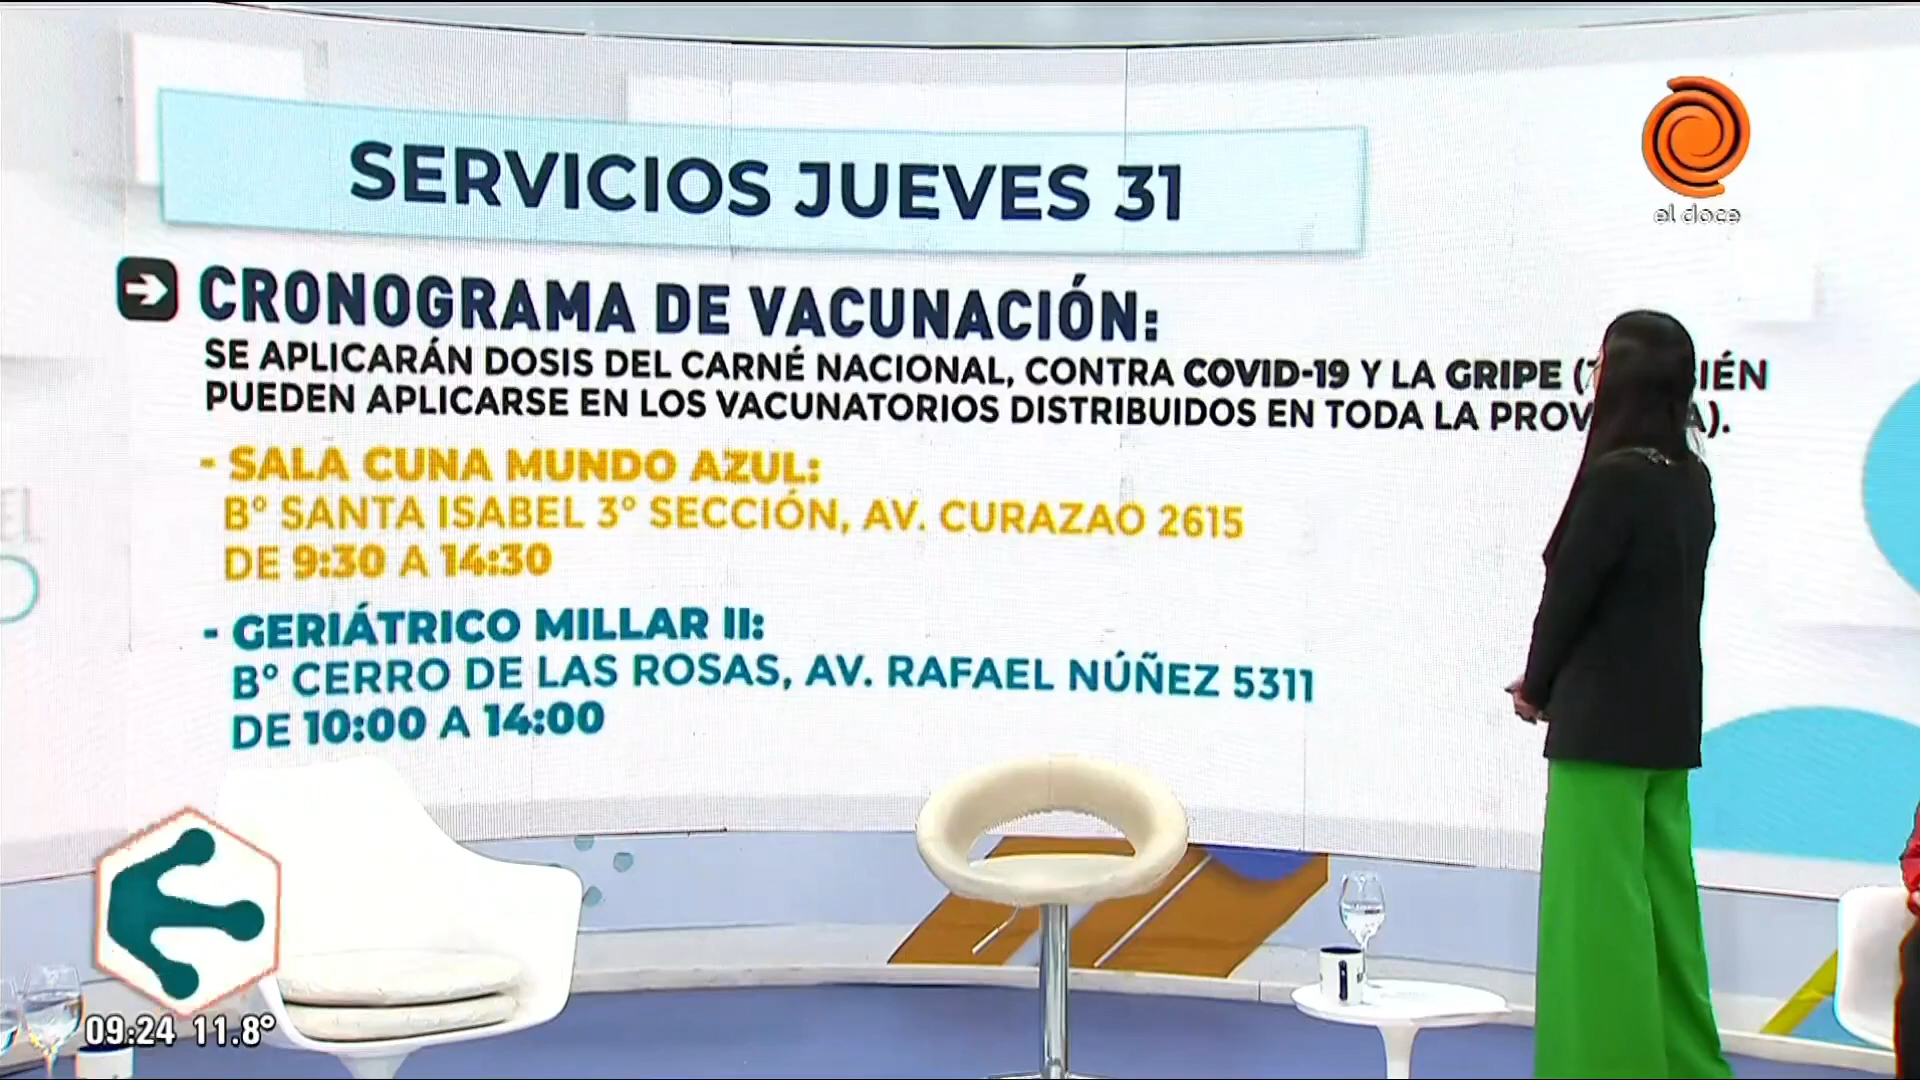 SERVICIOS JUEVES 31
el doce
CRONOGRAMA DE VACUNACIÓN:
SE APLICARÁN DOSIS DEL CARNÉ NACIONAL, CONTRA COVID-19 Y LA GRIPE (
PUEDEN APLICARSE EN LOS VACUNATORIOS DISTRIBUIDOS EN TODA LA
- SALA CUNA MUNDO AZUL:
B° SANTA ISABEL 3° SECCIÓN, AV. CURAZAO 2615
DE 9:30 A 14:30
- GERIÁTRICO MILLAR II:
B° CERRO DE LAS ROSAS, AV. RAFAEL NÚÑEZ 5311
DE 10:00 A 14:00
09:24 11.8°